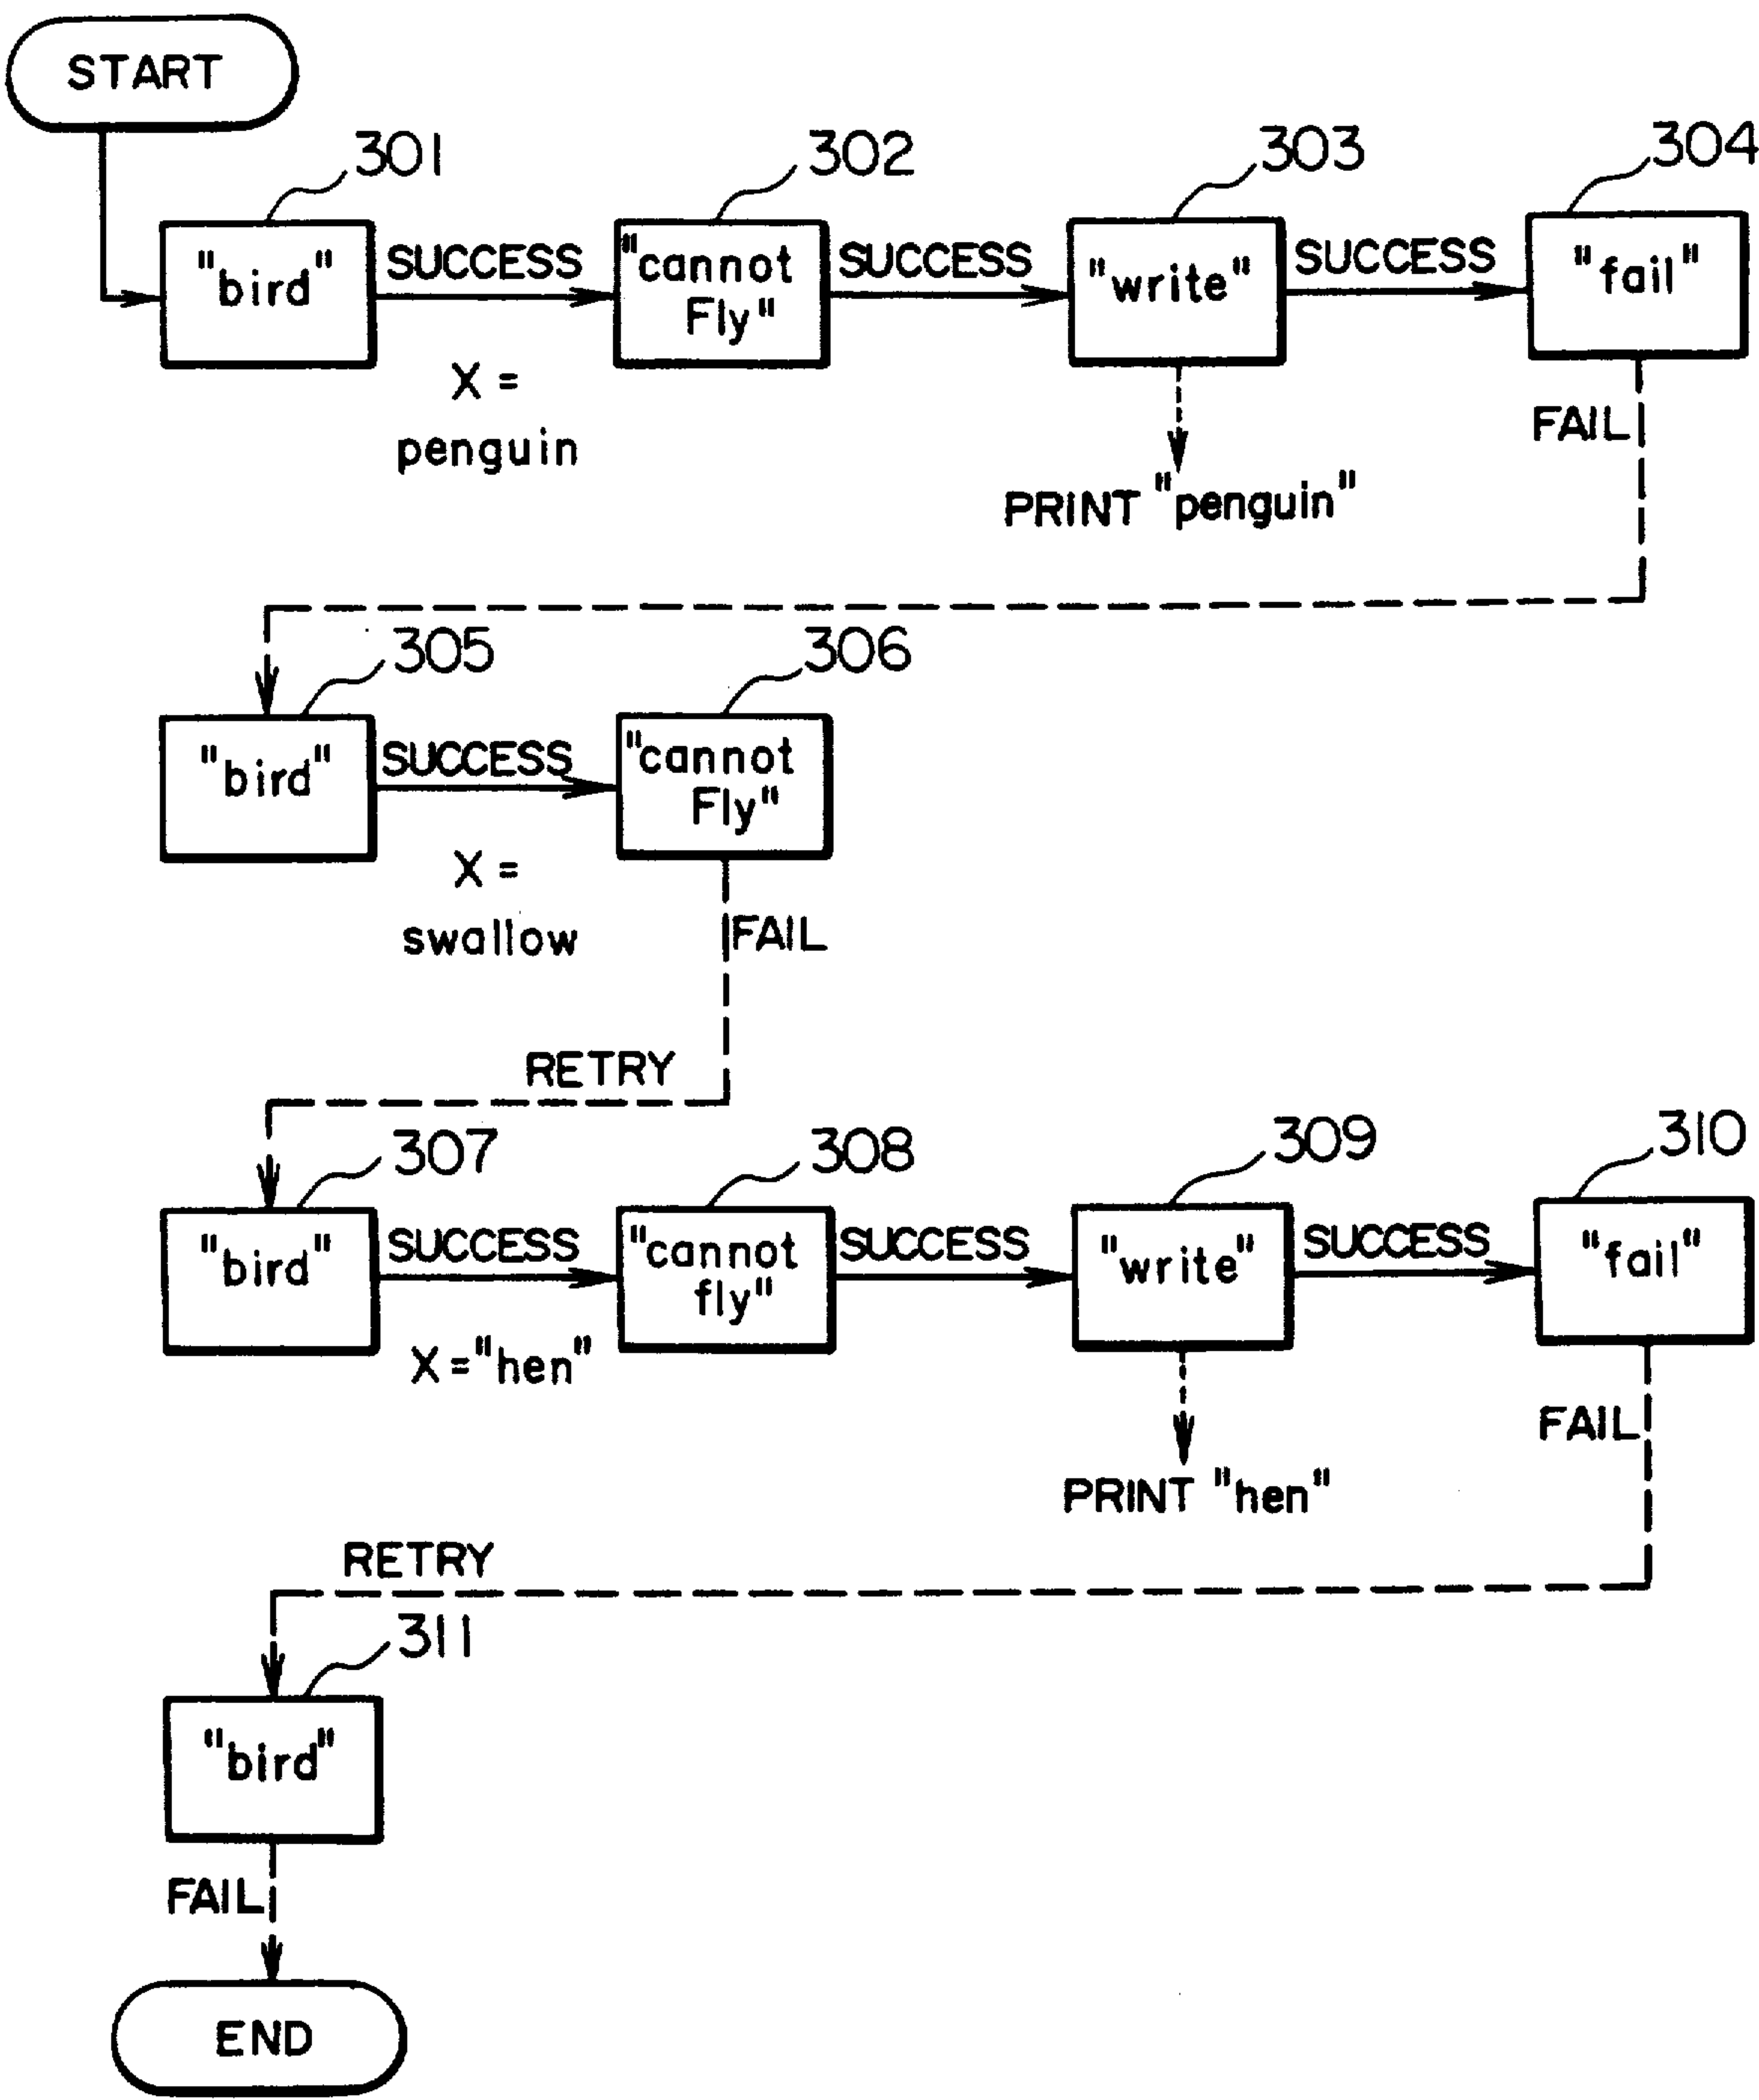 START
301
302
303
304
"bird"
SUCCESS
"cannot
Fly"
SUCCESS
"write"
SUCCESS
"fail"
X =
penguin
PRINT "penguin"
FAIL
305
306
"bird"
SUCCESS
"cannot
Fly"
X =
swallow
FAIL
RETRY
307
308
309
310
"bird"
SUCCESS
"cannot
fly"
SUCCESS
"write"
SUCCESS
"fail"
X="hen"
PRINT "hen"
FAIL
RETRY
311
"bird"
FAIL
END